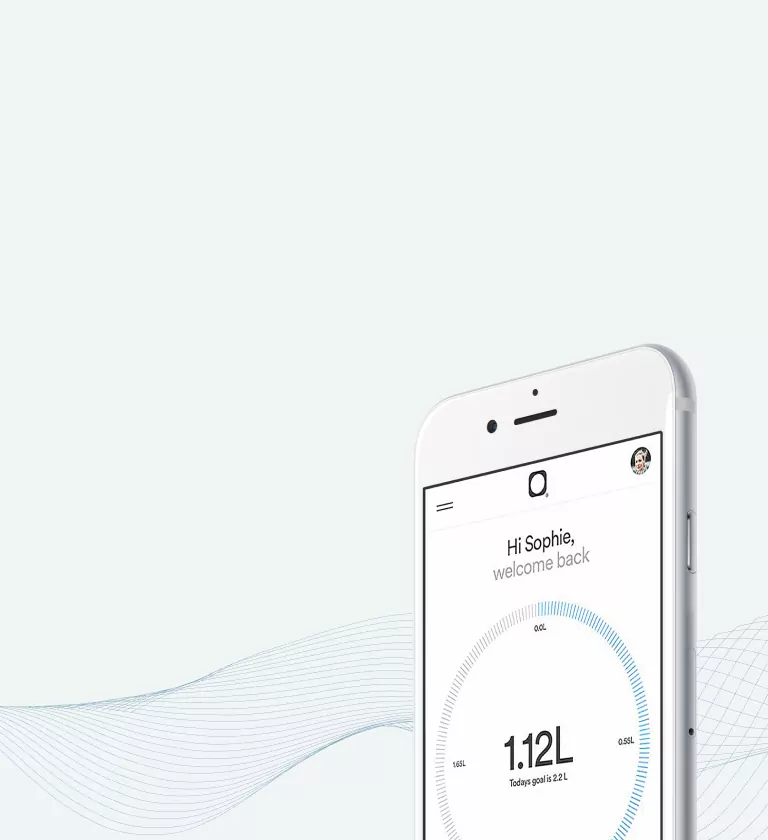 Hi Sophie,
welcome back
0.0L
0.55L
1.65L
1.12L
Todays goal is 2.2 L